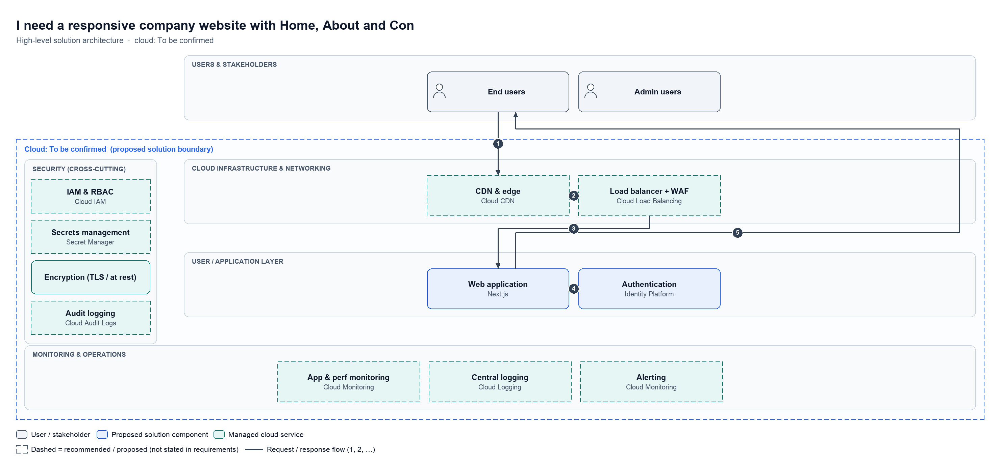 I need a responsive company website with Home, About and Con
High-level solution architecture · cloud: To be confirmed
USERS & STAKEHOLDERS
End users
Admin users
1
Cloud: To be confirmed (proposed solution boundary)
SECURITY (CROSS-CUTTING)
IAM & RBAC
Cloud IAM
Secrets management
Secret Manager
Encryption (TLS / at rest)
Audit logging
Cloud Audit Logs
CLOUD INFRASTRUCTURE & NETWORKING
CDN & edge
Cloud CDN
2
Load balancer + WAF
Cloud Load Balancing
3
5
USER / APPLICATION LAYER
Web application
Next.js
4
Authentication
Identity Platform
MONITORING & OPERATIONS
App & perf monitoring
Cloud Monitoring
Central logging
Cloud Logging
Alerting
Cloud Monitoring
User / stakeholder
Proposed solution component
Managed cloud service
Dashed = recommended / proposed (not stated in requirements)
Request / response flow (1, 2, …)